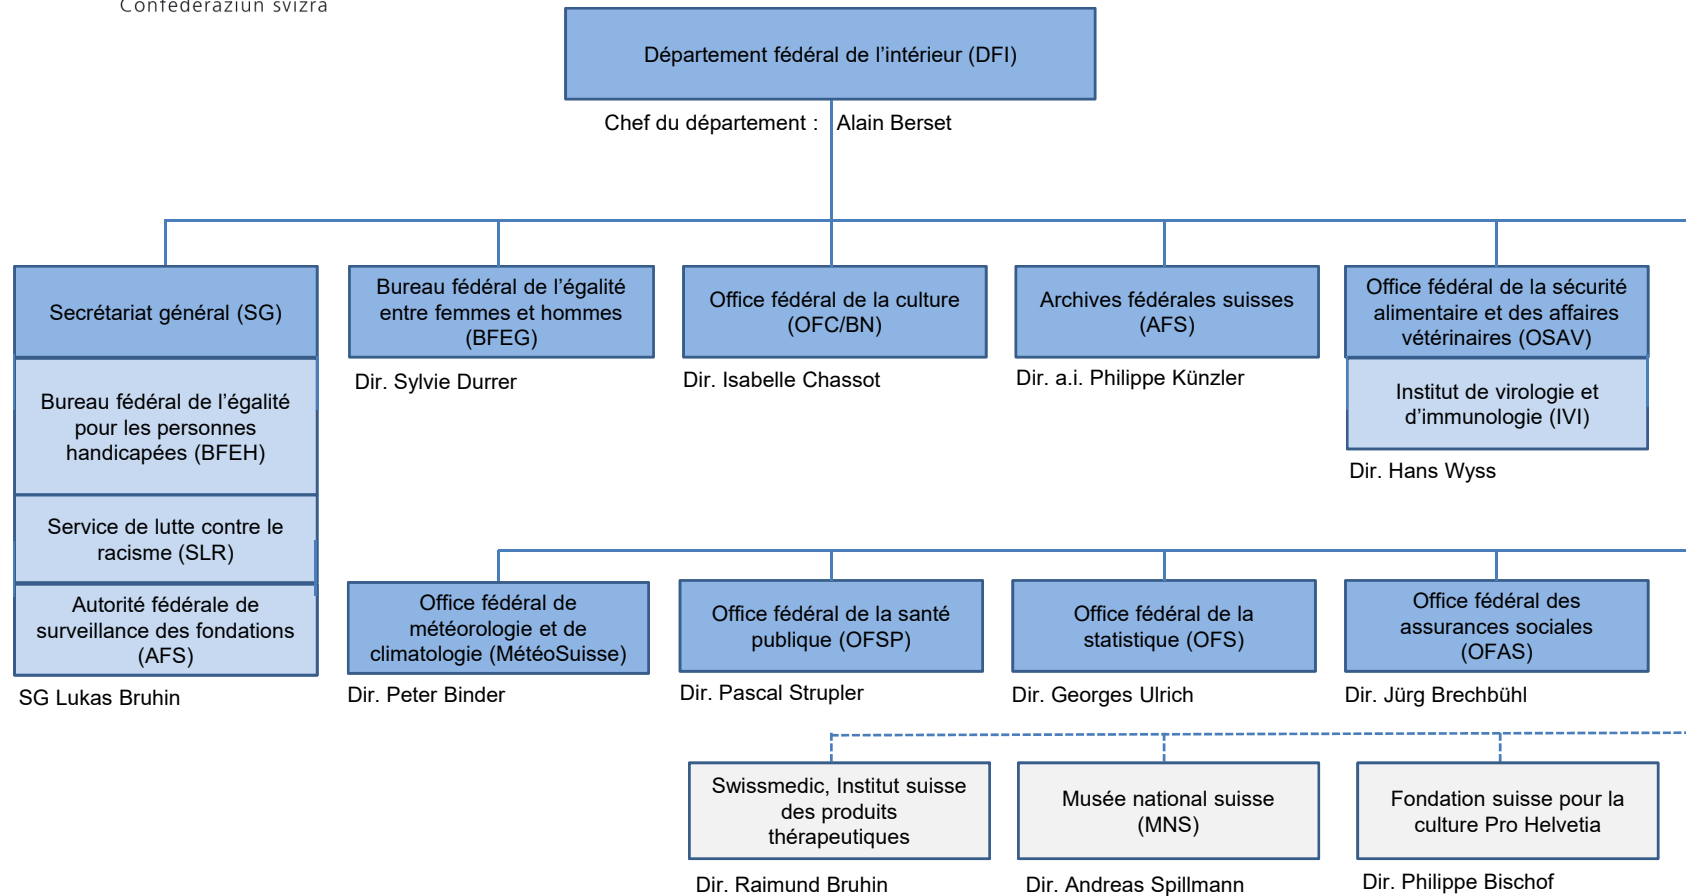 Confederaziun svizra
Département fédéral de l’intérieur (DFI)
Chef du département : Alain Berset
Secrétariat général (SG)
Bureau fédéral de l’égalité
pour les personnes
handicapées (BFEH)
Service de lutte contre le
racisme (SLR)
Autorité fédérale de
surveillance des fondations
(AFS)
SG Lukas Bruhin
Bureau fédéral de l’égalité
entre femmes et hommes
(BFEG)
Dir. Sylvie Durrer
Office fédéral de la culture
(OFC/BN)
Dir. Isabelle Chassot
Archives fédérales suisses
(AFS)
Dir. a.i. Philippe Künzler
Office fédéral de la sécurité
alimentaire et des affaires
vétérinaires (OSAV)
Institut de virologie et
d’immunologie (IVI)
Dir. Hans Wyss
Office fédéral de
météorologie et de
climatologie (MétéoSuisse)
Dir. Peter Binder
Office fédéral de la santé
publique (OFSP)
Dir. Pascal Strupler
Office fédéral de la
statistique (OFS)
Dir. Georges Ulrich
Office fédéral des
assurances sociales
(OFAS)
Dir. Jürg Brechbühl
Swissmedic, Institut suisse
des produits
thérapeutiques
Dir. Raimund Bruhin
Musée national suisse
(MNS)
Dir. Andreas Spillmann
Fondation suisse pour la
culture Pro Helvetia
Dir. Philippe Bischof